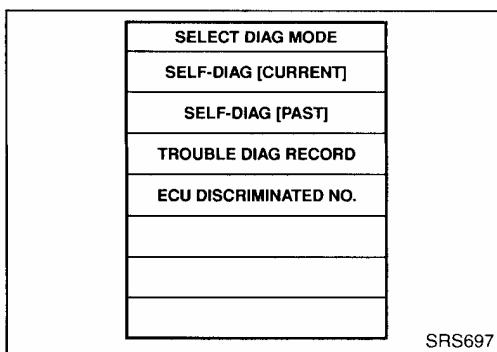 SELECT DIAG MODE
SELF-DIAG [CURRENT]
SELF-DIAG [PAST]
TROUBLE DIAG RECORD
ECU DISCRIMINATED NO.
SRS697